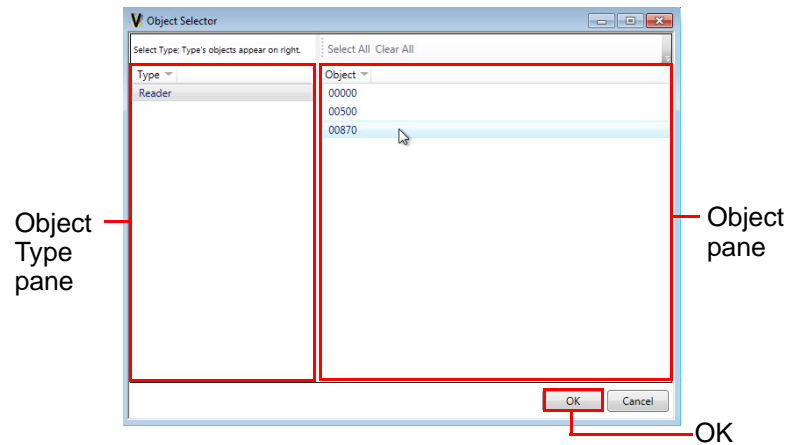 Object Selector
Select Type; Type's objects appear on right.
Select All Clear All
Type
Object
Reader
00000
00500
00870
Object
Type
pane
Object
pane
OK
Cancel
OK